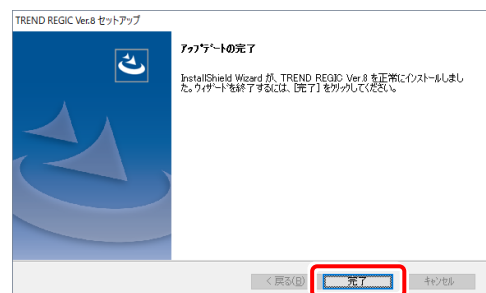 TREND REGIC Ver.8 セットアップ
ｱｯﾌﾟﾃﾞｰﾄの完了
InstallShield Wizard が、TREND REGIC Ver.8 を正常にｲﾝｽﾄｰﾙしまし
た。ｳｨｻﾞｰﾄﾞを終了するには、[完了] をｸﾘｯｸしてください。
< 戻る(B)
完了
ｷｬﾝｾﾙ